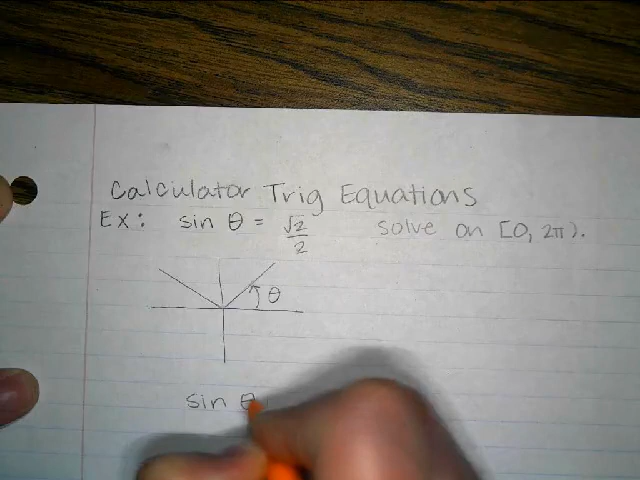 Calculator Trig Equations
Ex: sin θ = √2/2 solve on [0, 2π).
θ
sin θ